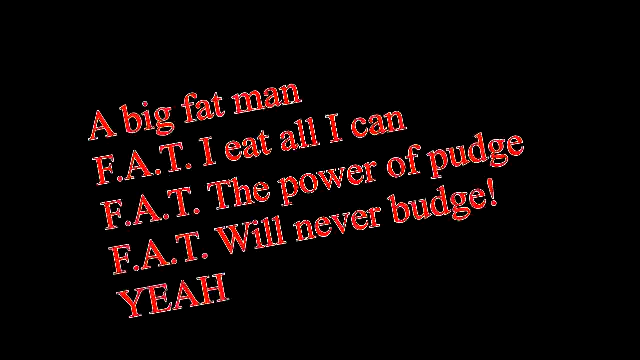 A big fat man
F.A.T. I eat all I can
F.A.T. The power of pudge
F.A.T. Will never budge!
YEAH